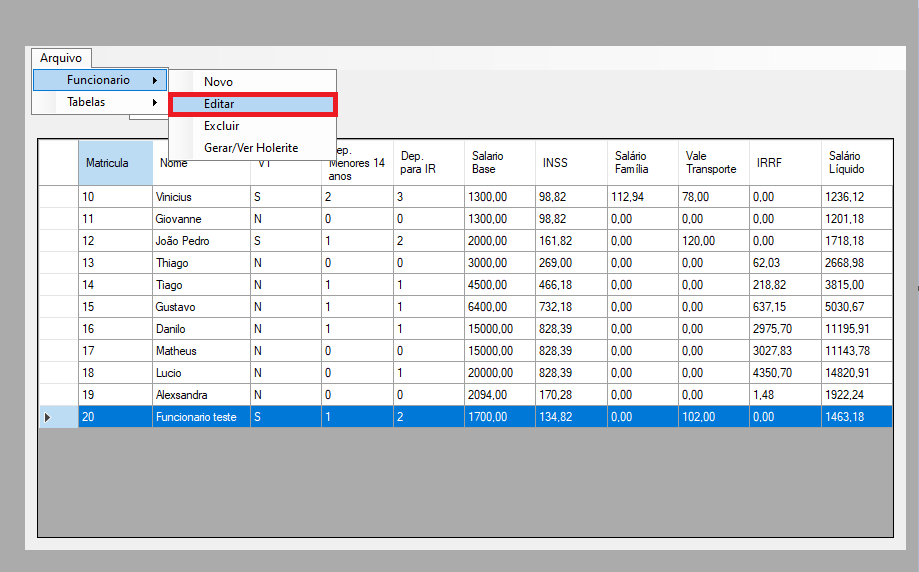 Arquivo
Funcionario
Tabelas
Novo
Editar
Excluir
Gerar/Ver Holerite
Matricula Nome VT Dep. Menores 14 anos Dep. para IR Salario Base INSS Salário Família Vale Transporte IRRF Salário Líquido
10 Vinicius S 2 3 1300,00 98,82 112,94 78,00 0,00 1236,12
11 Giovanne N 0 0 1300,00 98,82 0,00 0,00 0,00 1201,18
12 João Pedro S 1 2 2000,00 161,82 0,00 120,00 0,00 1718,18
13 Thiago N 0 0 3000,00 269,00 0,00 0,00 62,03 2668,98
14 Tiago N 1 1 4500,00 466,18 0,00 0,00 218,82 3815,00
15 Gustavo N 1 1 6400,00 732,18 0,00 0,00 637,15 5030,67
16 Danilo N 1 1 15000,00 828,39 0,00 0,00 2975,70 11195,91
17 Matheus N 0 0 15000,00 828,39 0,00 0,00 3027,83 11143,78
18 Lucio N 0 1 20000,00 828,39 0,00 0,00 4350,70 14820,91
19 Alexsandra N 0 0 2094,00 170,28 0,00 0,00 1,48 1922,24
20 Funcionario teste S 1 2 1700,00 134,82 0,00 102,00 0,00 1463,18